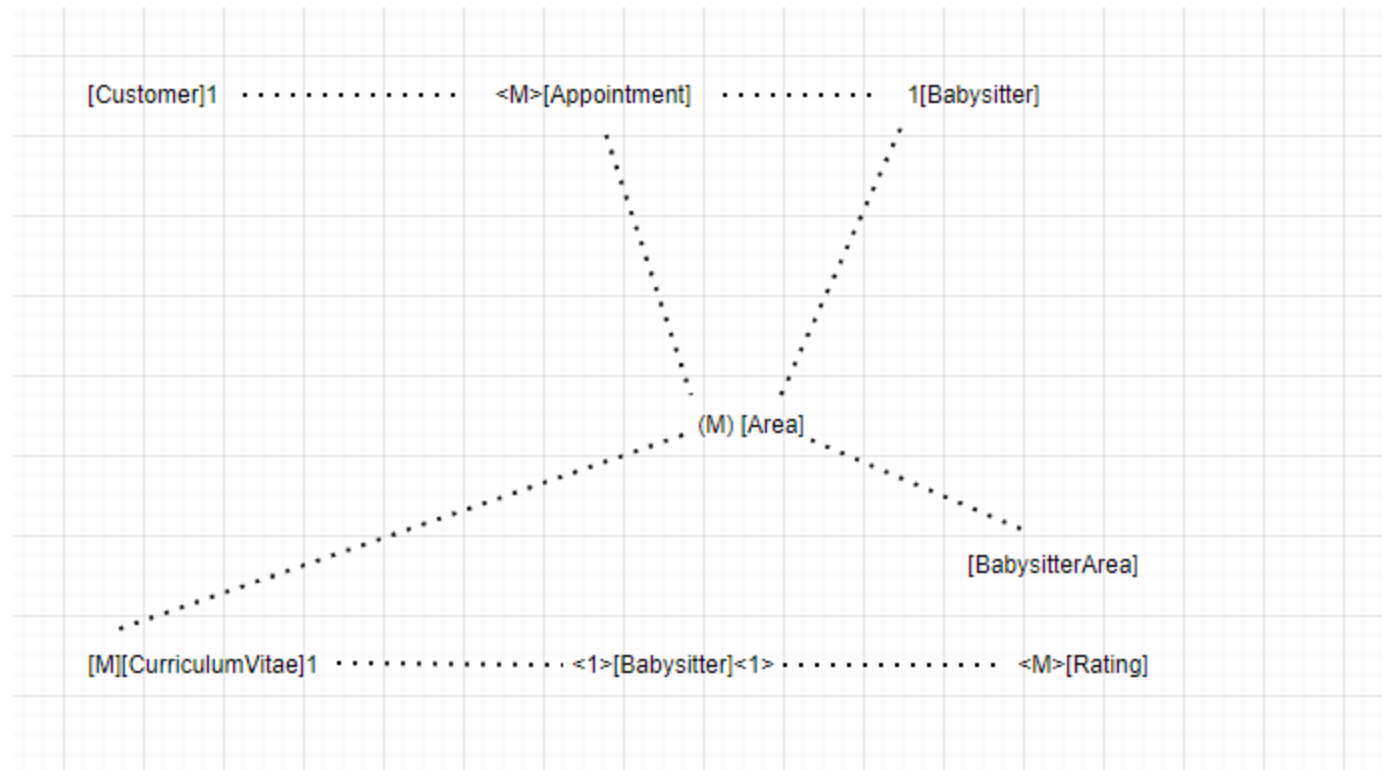 [Customer]1 <M>[Appointment] 1[Babysitter]
(M) [Area]
[BabysitterArea]
[M][CurriculumVitae]1 <1>[Babysitter]<1> <M>[Rating]